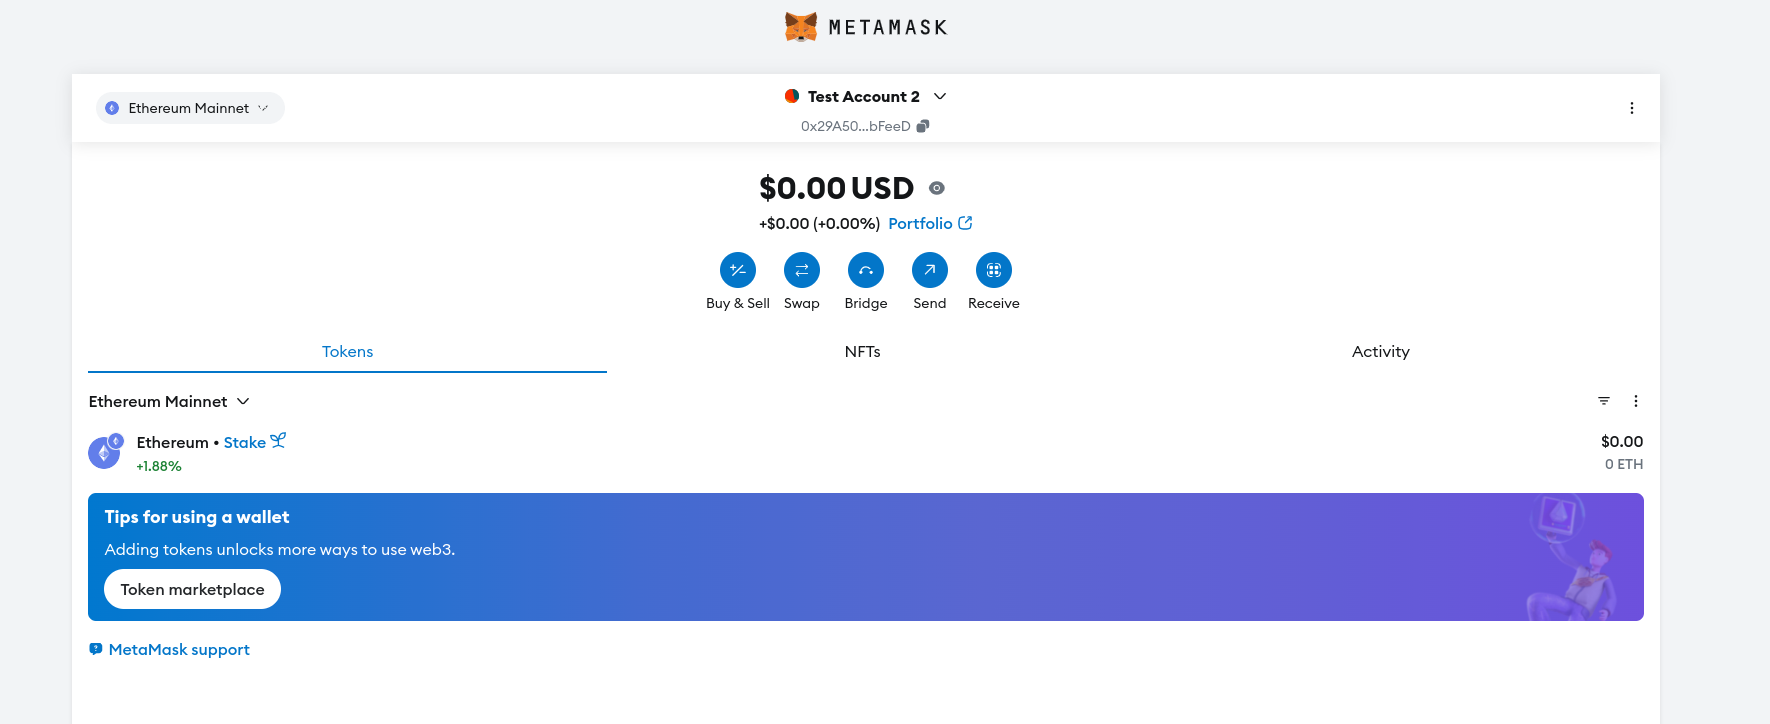 METAMASK
Ethereum Mainnet
Test Account 2
0x29A50...bFeeD
$0.00 USD
+$0.00 (+0.00%) Portfolio
Buy & Sell Swap Bridge Send Receive
Tokens NFTs Activity
Ethereum Mainnet
Ethereum • Stake $0.00
+1.88% 0 ETH
Tips for using a wallet
Adding tokens unlocks more ways to use web3.
Token marketplace
MetaMask support